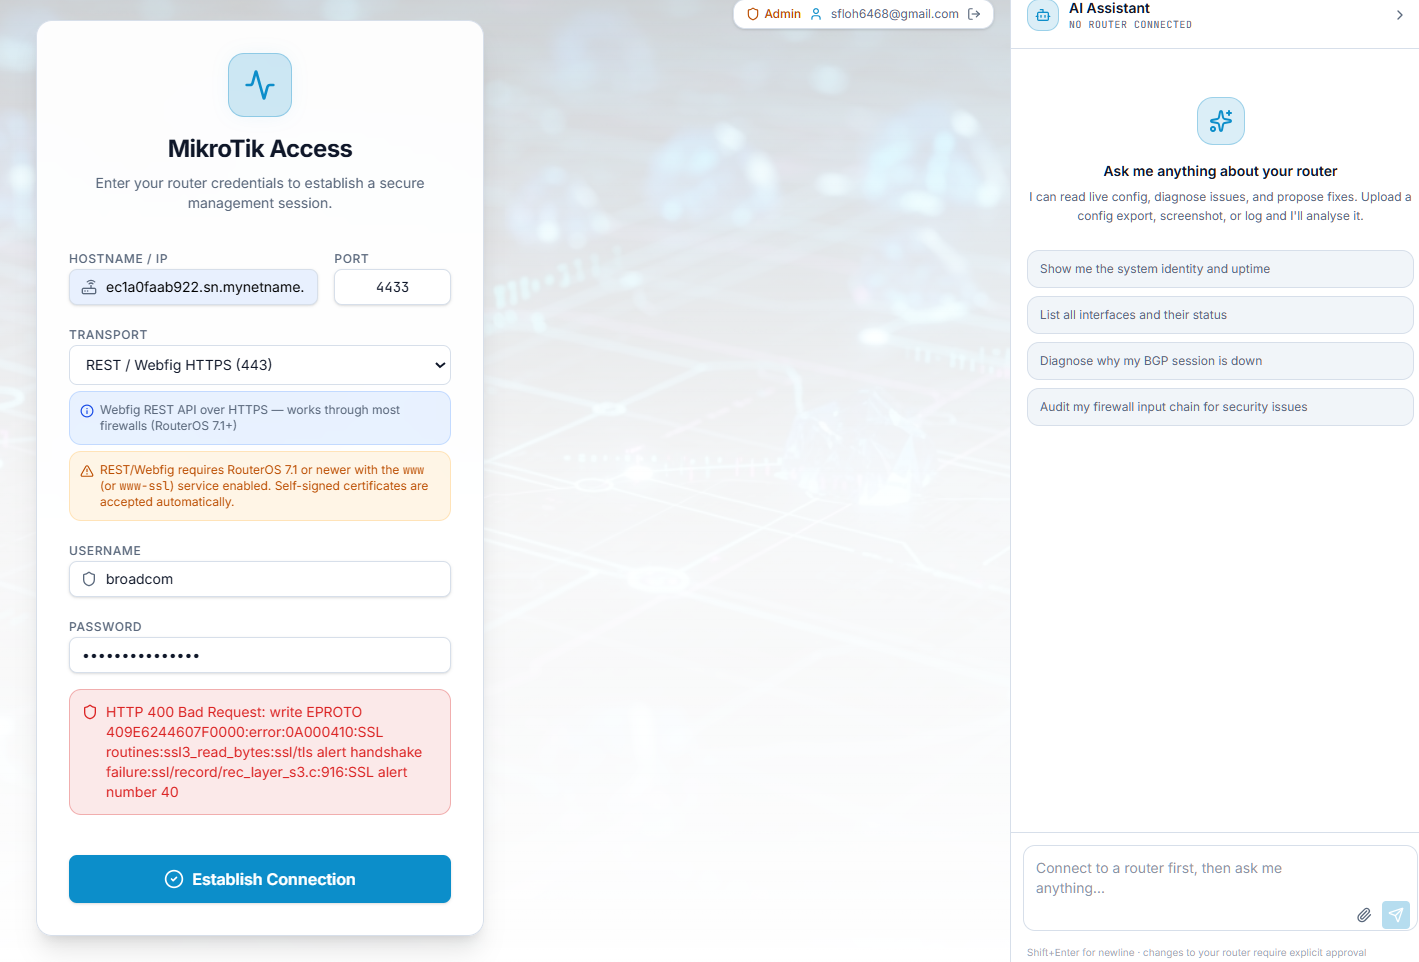 Admin
sfloh6468@gmail.com
MikroTik Access
Enter your router credentials to establish a secure
management session.
HOSTNAME / IP
PORT
ec1a0faab922.sn.mynetname.
4433
TRANSPORT
REST / Webfig HTTPS (443)
Webfig REST API over HTTPS — works through most
firewalls (RouterOS 7.1+)
REST/Webfig requires RouterOS 7.1 or newer with the www
(or www-ssl) service enabled. Self-signed certificates are
accepted automatically.
USERNAME
broadcom
PASSWORD
•••••••••••••••
HTTP 400 Bad Request: write EPROTO
409E6244607F0000:error:0A000410:SSL
routines:ssl3_read_bytes:ssl/tls alert handshake
failure:ssl/record/rec_layer_s3.c:916:SSL alert
number 40
Establish Connection
AI Assistant
NO ROUTER CONNECTED
Ask me anything about your router
I can read live config, diagnose issues, and propose fixes. Upload a
config export, screenshot, or log and I'll analyse it.
Show me the system identity and uptime
List all interfaces and their status
Diagnose why my BGP session is down
Audit my firewall input chain for security issues
Connect to a router first, then ask me
anything...
Shift+Enter for newline · changes to your router require explicit approval